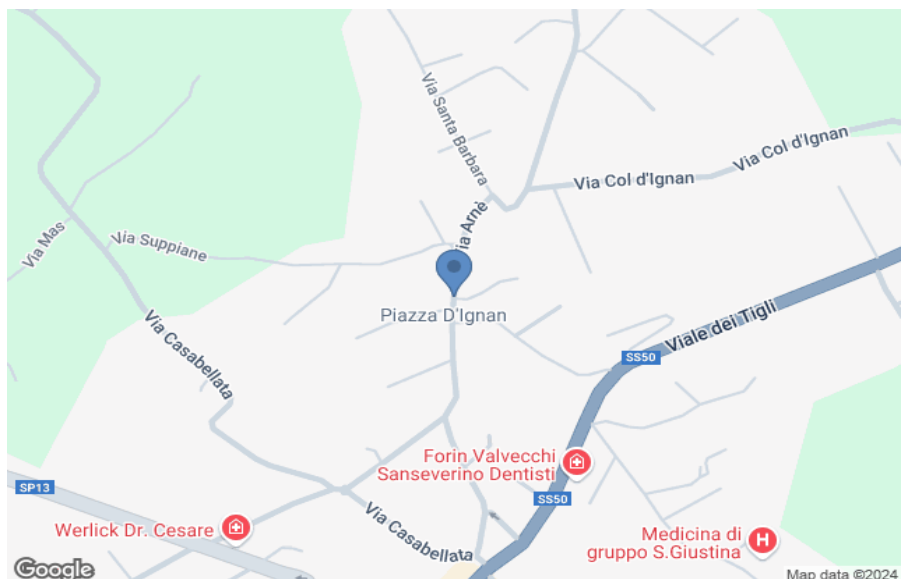 Via Santa Barbara
Via Col d'Ignan
Via Col d'Ignan
Via Arnè
Via Mas
Via Suppiane
Piazza D'Ignan
Viale dei Tigli
SS50
Via Casabellata
Forin Valvecchi
Sanseverino Dentisti
SP13
SS50
Werlick Dr. Cesare
Via Casabellata
Medicina di
gruppo S.Giustina
Google
Map data ©2024